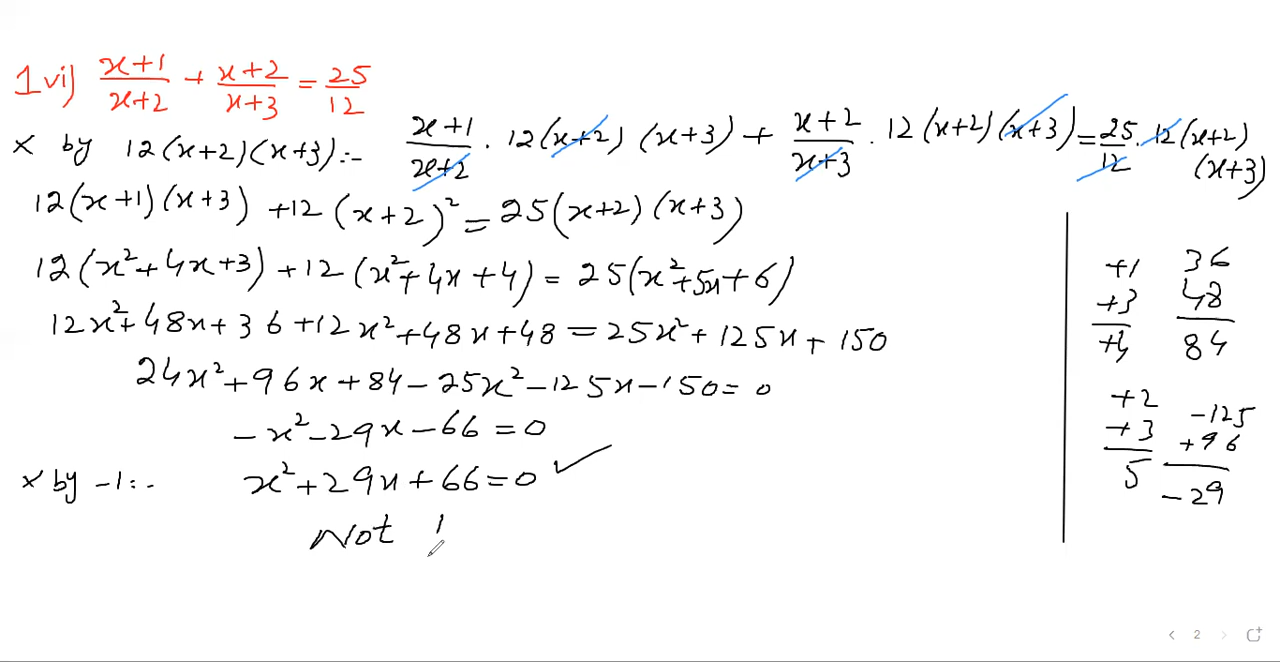 1 vi) (x+1)/(x+2) + (x+2)/(x+3) = 25/12
× by 12(x+2)(x+3):- (x+1)/(x+2) · 12(x+2)(x+3) + (x+2)/(x+3) · 12(x+2)(x+3) = 25/12 · 12(x+2)(x+3)
12(x+1)(x+3) + 12(x+2)² = 25(x+2)(x+3)
12(x²+4x+3) + 12(x²+4x+4) = 25(x²+5x+6)
12x²+48x+36+12x²+48x+48 = 25x²+125x+150
24x²+96x+84-25x²-125x-150=0
-x²-29x-66=0
× by -1:- x²+29x+66=0 ✓
Not
+1 36
+3 48
+4 84
+2 -125
+3 +96
5 -29
2